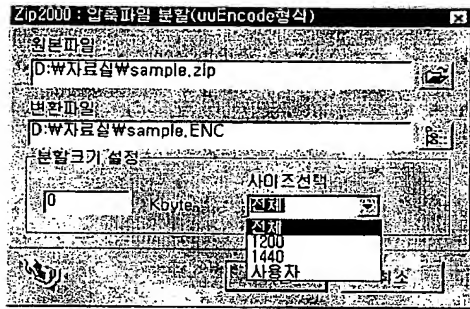 Zip2000 : 압축파일 분할(uuEncode형식)
원본파일
D:₩자료실₩sample.zip
변환파일
D:₩자료실₩sample.ENC
분할크기 설정
사이즈선택
0 Kbyte 전체
전체
1200
1440
사용자